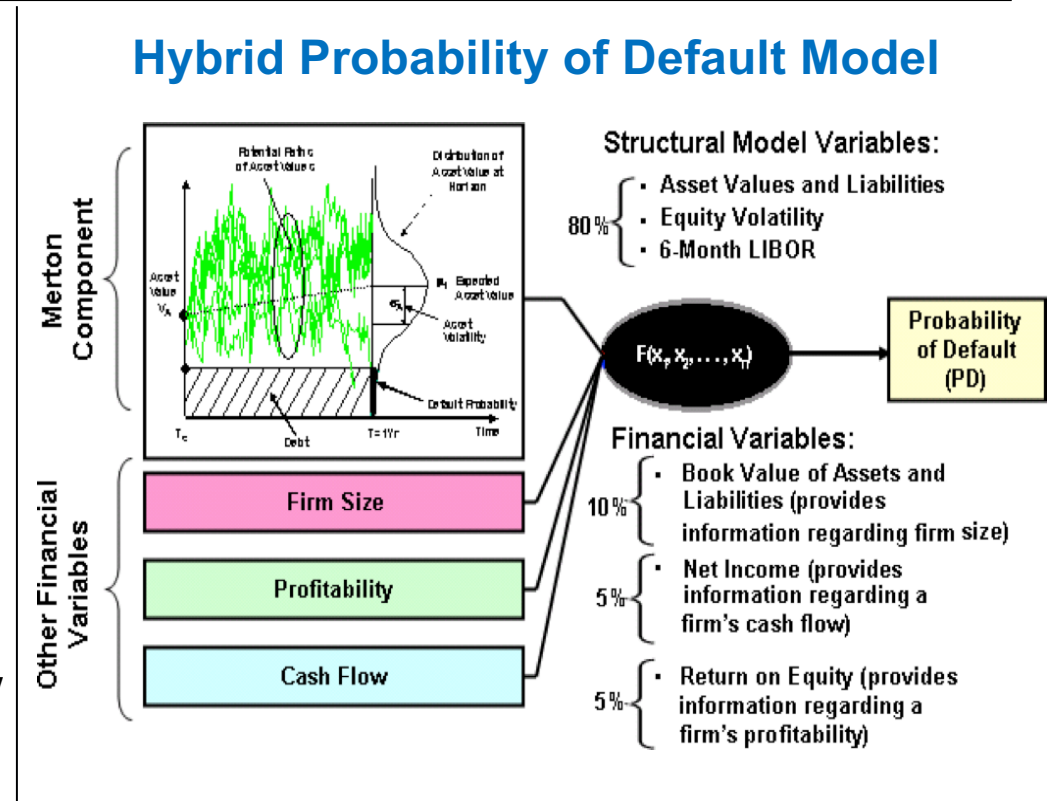 Hybrid Probability of Default Model
Merton
Component
Potential Paths
of Asset Values
Distribution of
Asset Value at
Horizon
Asset
Value
Expected
Asset Value
Asset
Volatility
Default Probability
Debt
T=1Yr
Time
Other Financial
Variables
Firm Size
Profitability
Cash Flow
Structural Model Variables:
80%
▪ Asset Values and Liabilities
▪ Equity Volatility
▪ 6-Month LIBOR
F(x₁, x₂,...,xₙ)
Probability
of Default
(PD)
Financial Variables:
10%
▪ Book Value of Assets and
Liabilities (provides
information regarding firm size)
5%
▪ Net Income (provides
information regarding a
firm's cash flow)
5%
▪ Return on Equity (provides
information regarding a
firm's profitability)